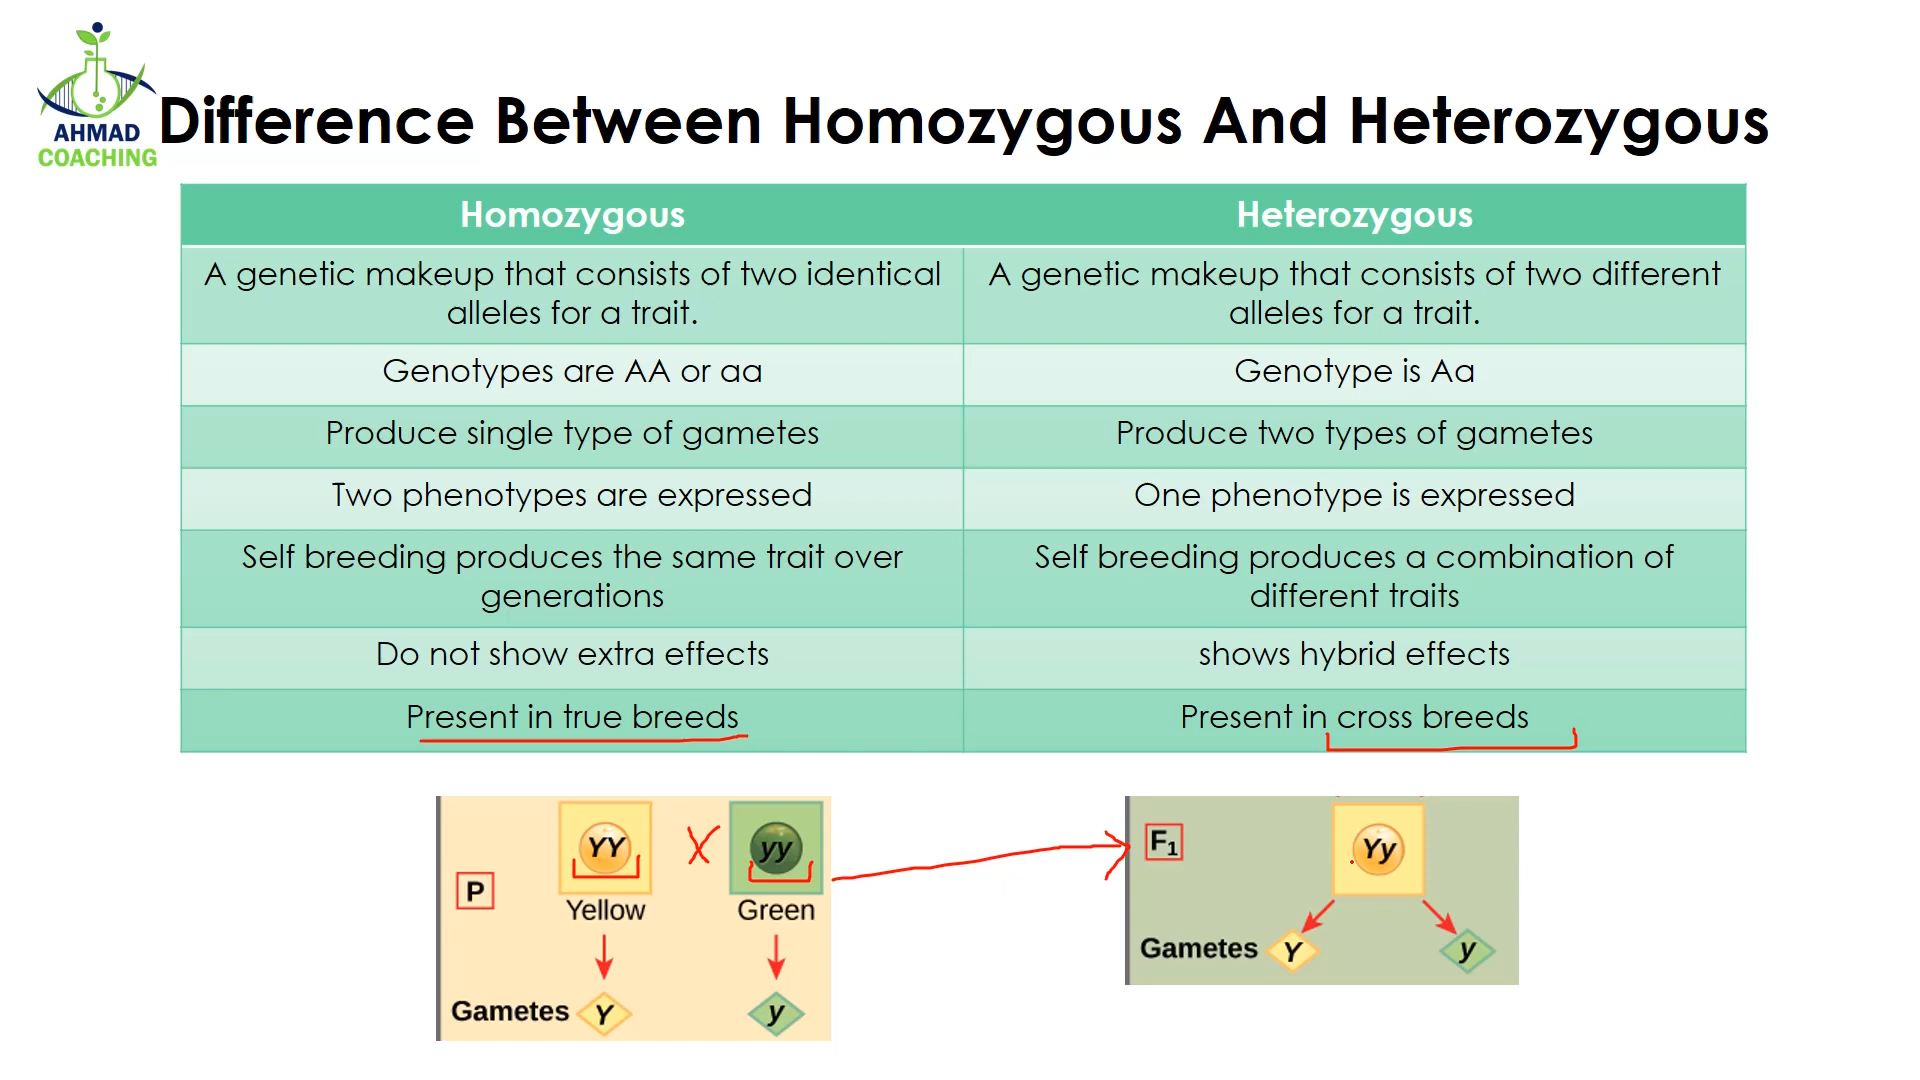 AHMAD
COACHING
Difference Between Homozygous And Heterozygous
Homozygous
Heterozygous
A genetic makeup that consists of two identical
alleles for a trait.
A genetic makeup that consists of two different
alleles for a trait.
Genotypes are AA or aa
Genotype is Aa
Produce single type of gametes
Produce two types of gametes
Two phenotypes are expressed
One phenotype is expressed
Self breeding produces the same trait over
generations
Self breeding produces a combination of
different traits
Do not show extra effects
shows hybrid effects
Present in true breeds
Present in cross breeds
P
YY
X
yy
Yellow
Green
Gametes
Y
y
F1
Yy
Gametes
Y
y